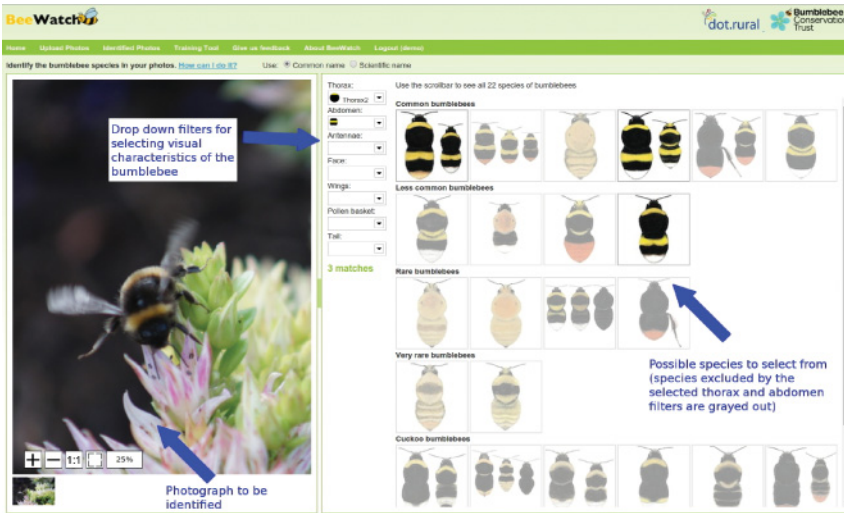 BeeWatch
dot.rural
Bumblebee
Conservation
Trust
Home Upload Photos Identified Photos Training Tool Give us feedback About BeeWatch Logout (demo)
Identify the bumblebee species in your photos. How can I do it? Use: Common name Scientific name
Thorax:
Thorax2
Abdomen:
Antennae:
Face:
Wings:
Pollen basket:
Tail:
3 matches
Use the scrollbar to see all 22 species of bumblebees
Common bumblebees
Less common bumblebees
Rare bumblebees
Very rare bumblebees
Cuckoo bumblebees
Drop down filters for
selecting visual
characteristics of the
bumblebee
Possible species to select from
(species excluded by the
selected thorax and abdomen
filters are grayed out)
1:1
25%
Photograph to be
identified